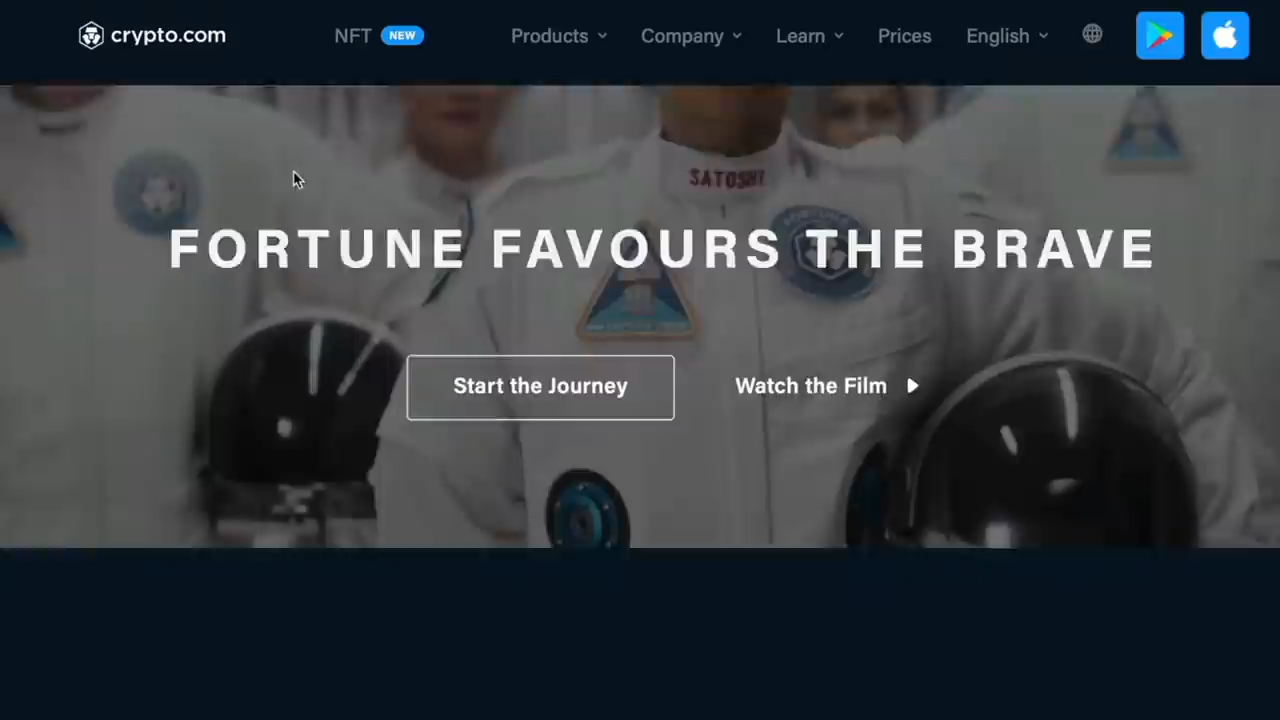 crypto.com NFT NEW Products Company Learn Prices English
SATOSHI
FORTUNE FAVOURS THE BRAVE
Start the Journey Watch the Film